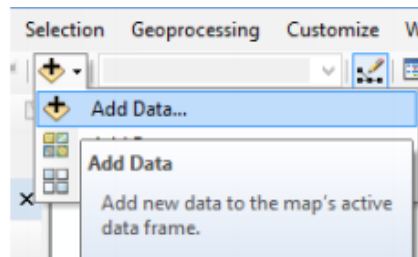 Selection Geoprocessing Customize
Add Data...
Add Data
Add new data to the map's active
data frame.